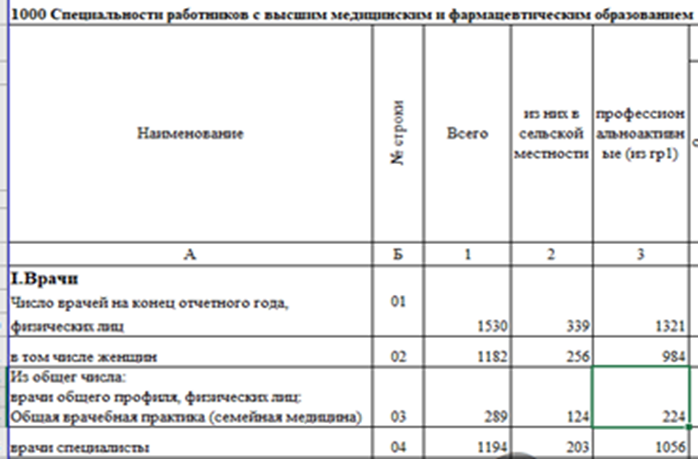 1000 Специальности работников с высшим медицинским и фармацевтическим образованием
Наименование
№ строки
Всего
из них в
сельской
местности
профессион
альноактивн
ые (из гр1)
А Б 1 2 3
I.Врачи
Число врачей на конец отчетного года,
физических лиц
01 1530 339 1321
в том числе женщин 02 1182 256 984
Из общег числа:
врачи общего профиля, физических лиц:
Общая врачебная практика (семейная медицина) 03 289 124 224
врачи специалисты 04 1194 203 1056